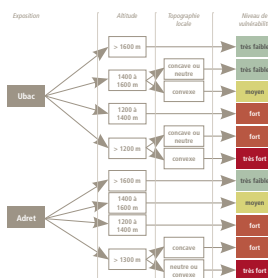 Exposition
Altitude
Topographie
locale
Niveau de
vulnérabilité
Ubac
> 1600 m
très faible
1400 à
1600 m
concave ou
neutre
très faible
convexe
moyen
1200 à
1400 m
fort
> 1200 m
concave ou
neutre
fort
convexe
très fort
Adret
> 1600 m
très faible
1400 à
1600 m
moyen
1200 à
1400 m
fort
> 1300 m
concave
fort
neutre ou
convexe
très fort